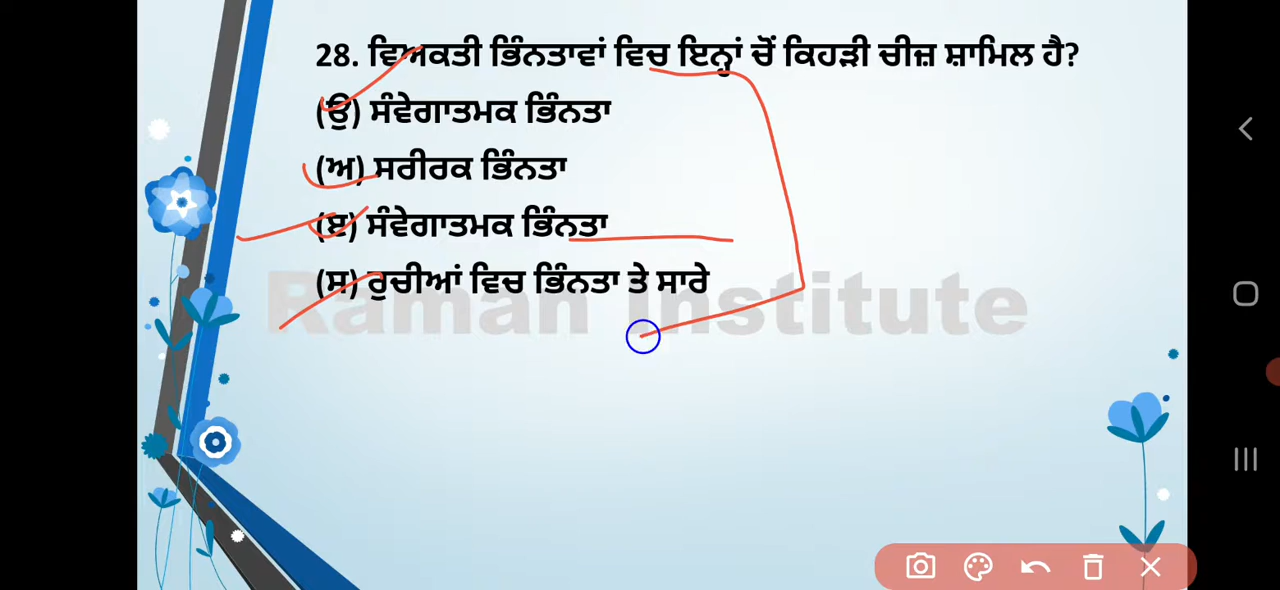 28. ਵਿਅਕਤੀ ਭਿੰਨਤਾਵਾਂ ਵਿਚ ਇਨ੍ਹਾਂ ਚੋਂ ਕਿਹੜੀ ਚੀਜ਼ ਸ਼ਾਮਿਲ ਹੈ?
(ੳ) ਸੰਵੇਗਾਤਮਕ ਭਿੰਨਤਾ
(ਅ) ਸਰੀਰਕ ਭਿੰਨਤਾ
(ੲ) ਸੰਵੇਗਾਤਮਕ ਭਿੰਨਤਾ
(ਸ) ਰੁਚੀਆਂ ਵਿਚ ਭਿੰਨਤਾ ਤੇ ਸਾਰੇ
Raman Institute